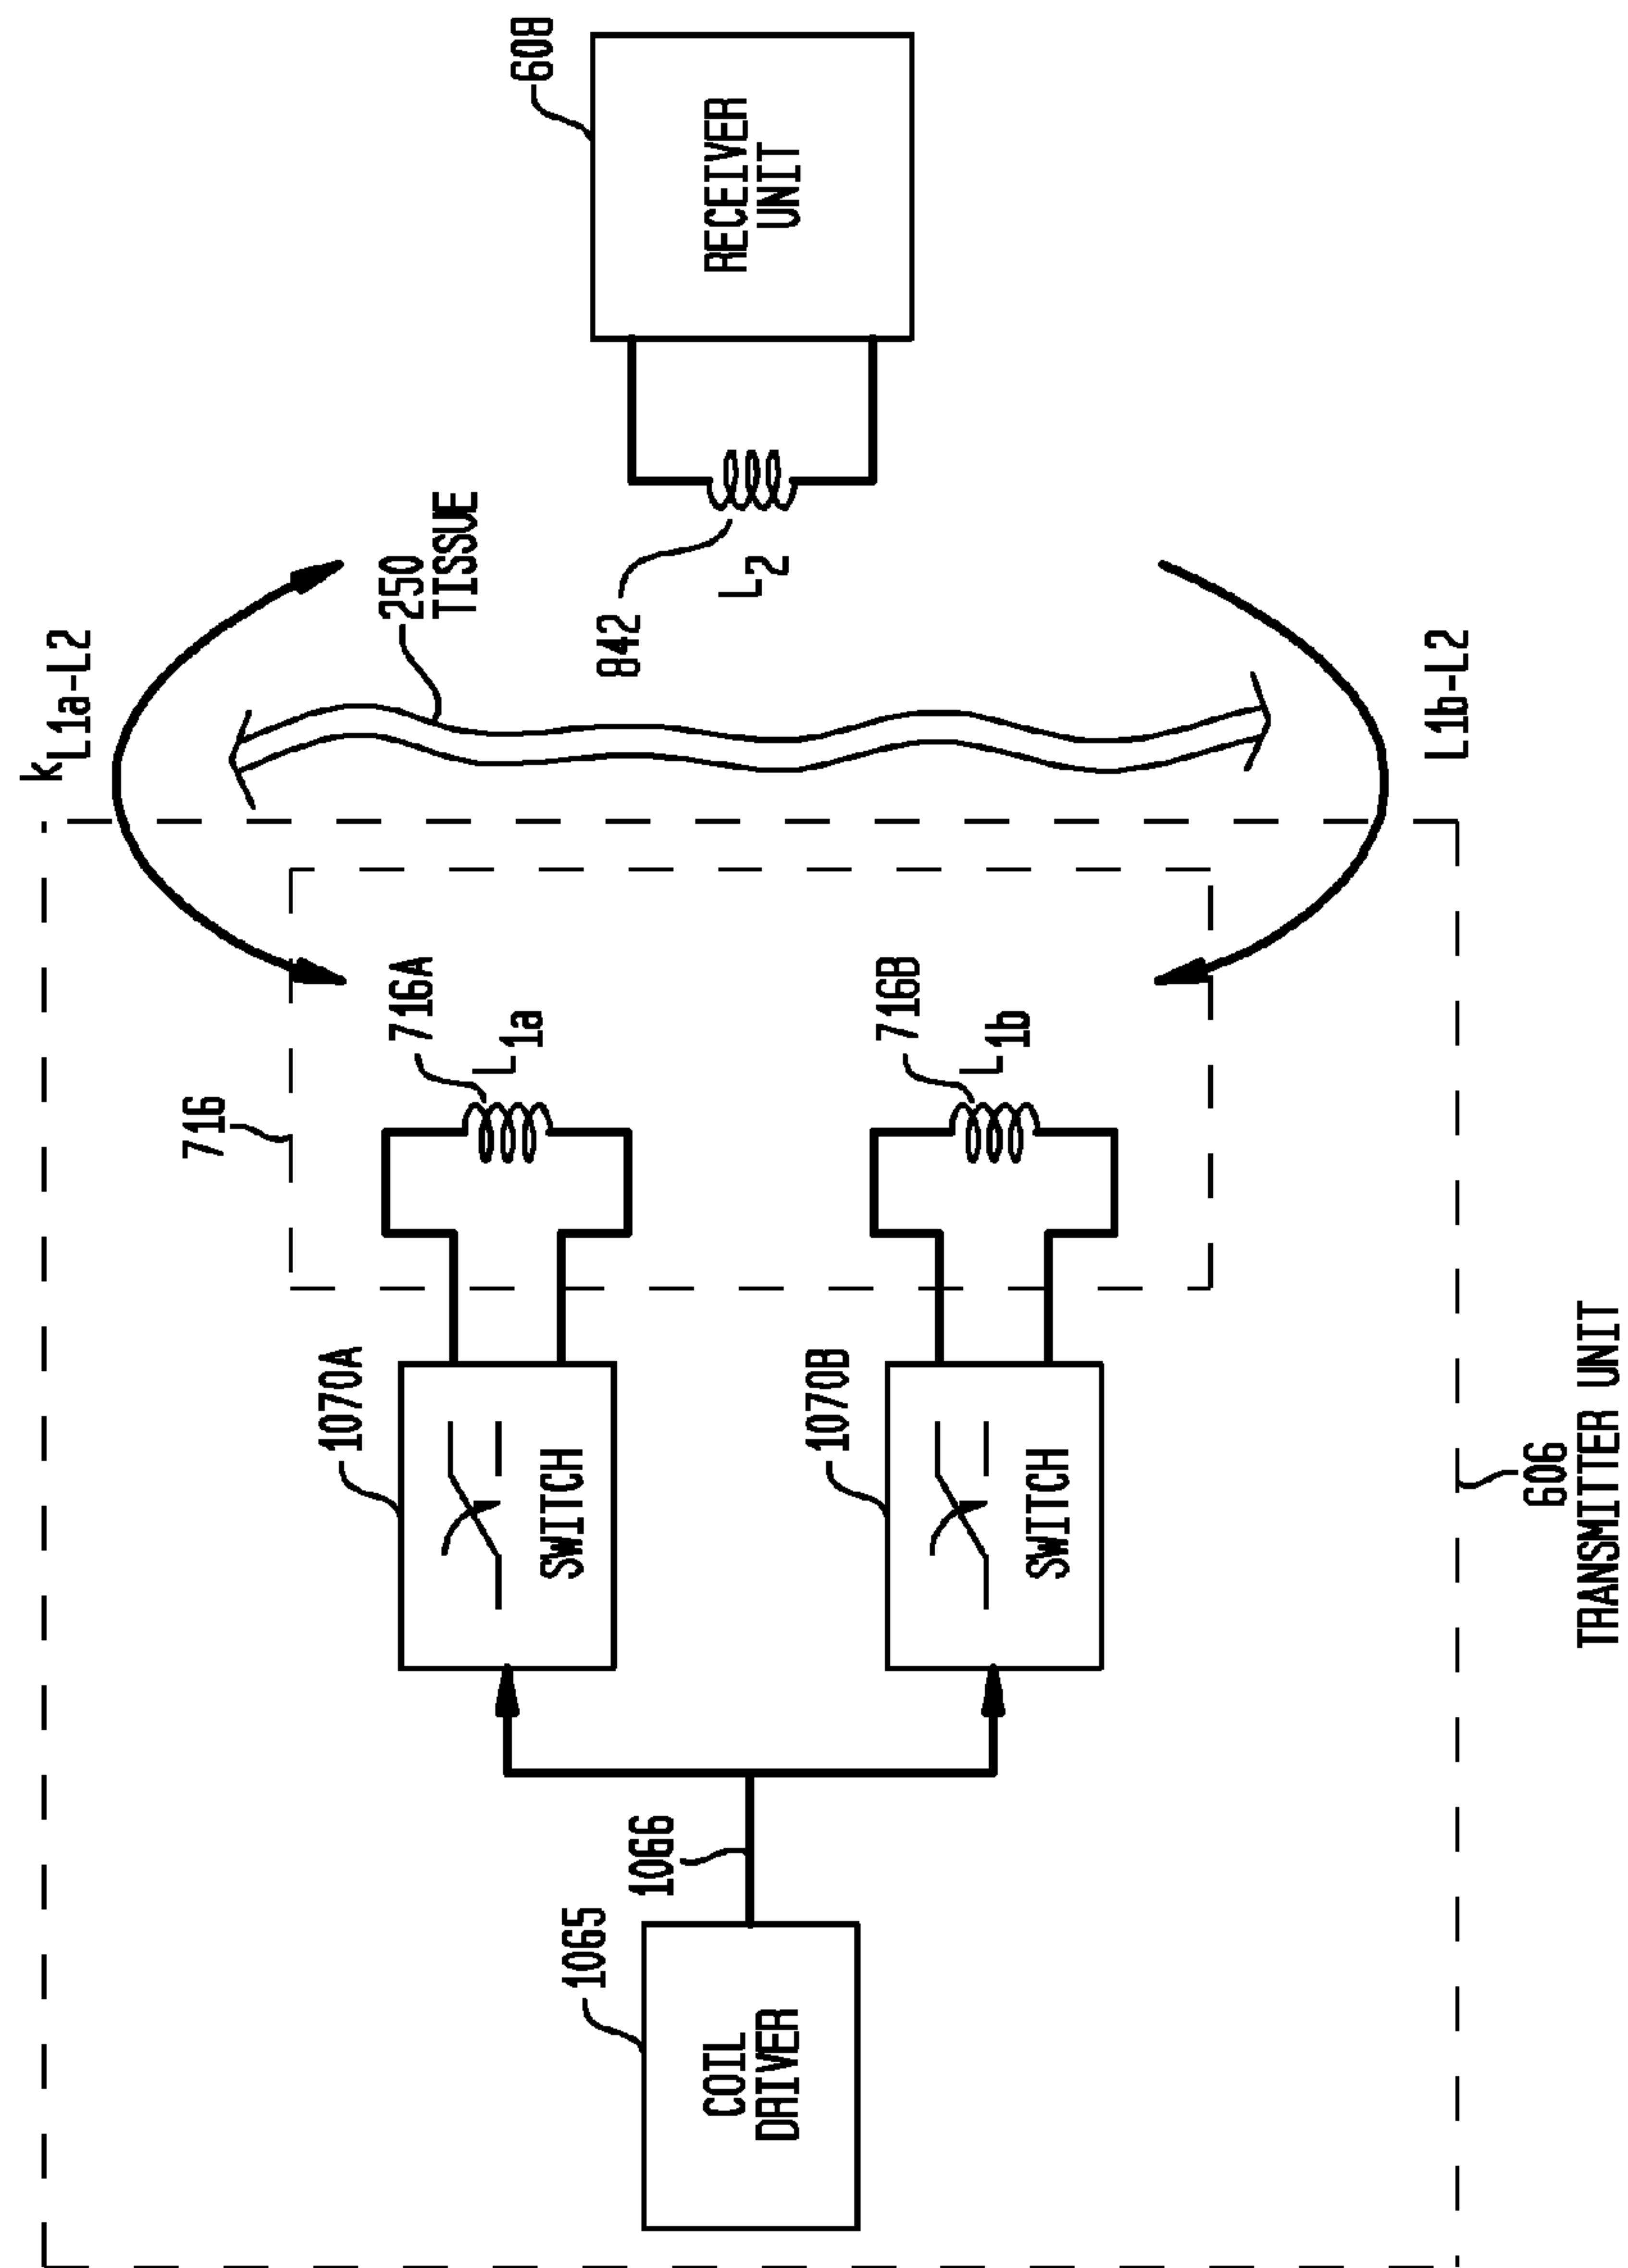 k L1a-L2
250
TISSUE
608
RECEIVER
UNIT
842
L2
L1b-L2
716
716A
L1a
716B
L1b
1070A
SWITCH
1070B
SWITCH
1066
1065
COIL
DRIVER
606
TRANSMITTER UNIT